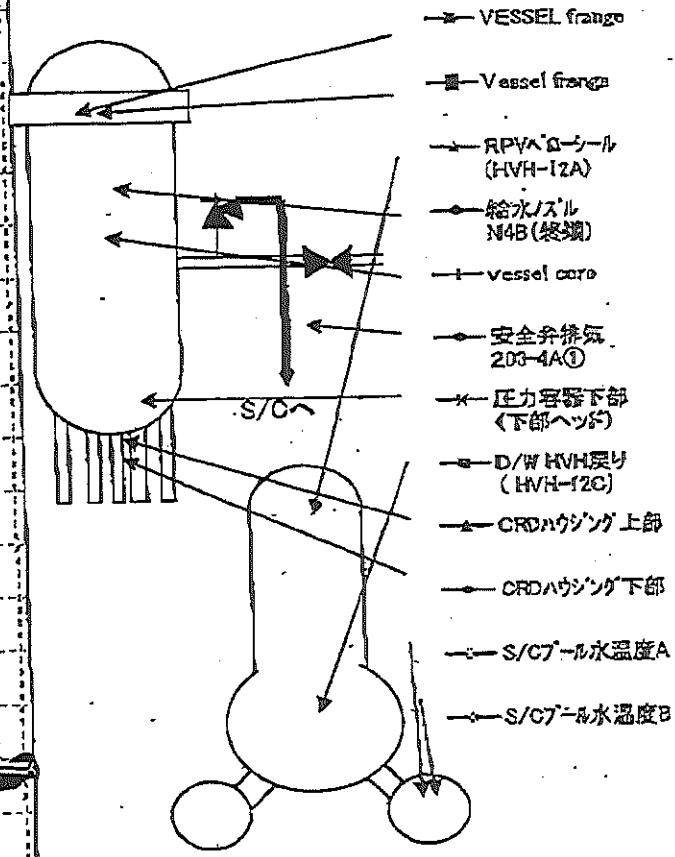 VESSEL frange
Vessel frange
RPVベローシール
(HVH-12A)
給水ノズル
N4B(終端)
vessel core
安全弁排気
203-4A①
圧力容器下部
(下部ヘッド)
D/W HVH戻り
(HVH-12C)
CRDハウジング上部
CRDハウジング下部
S/Cプール水温度A
S/Cプール水温度B
S/Cへ